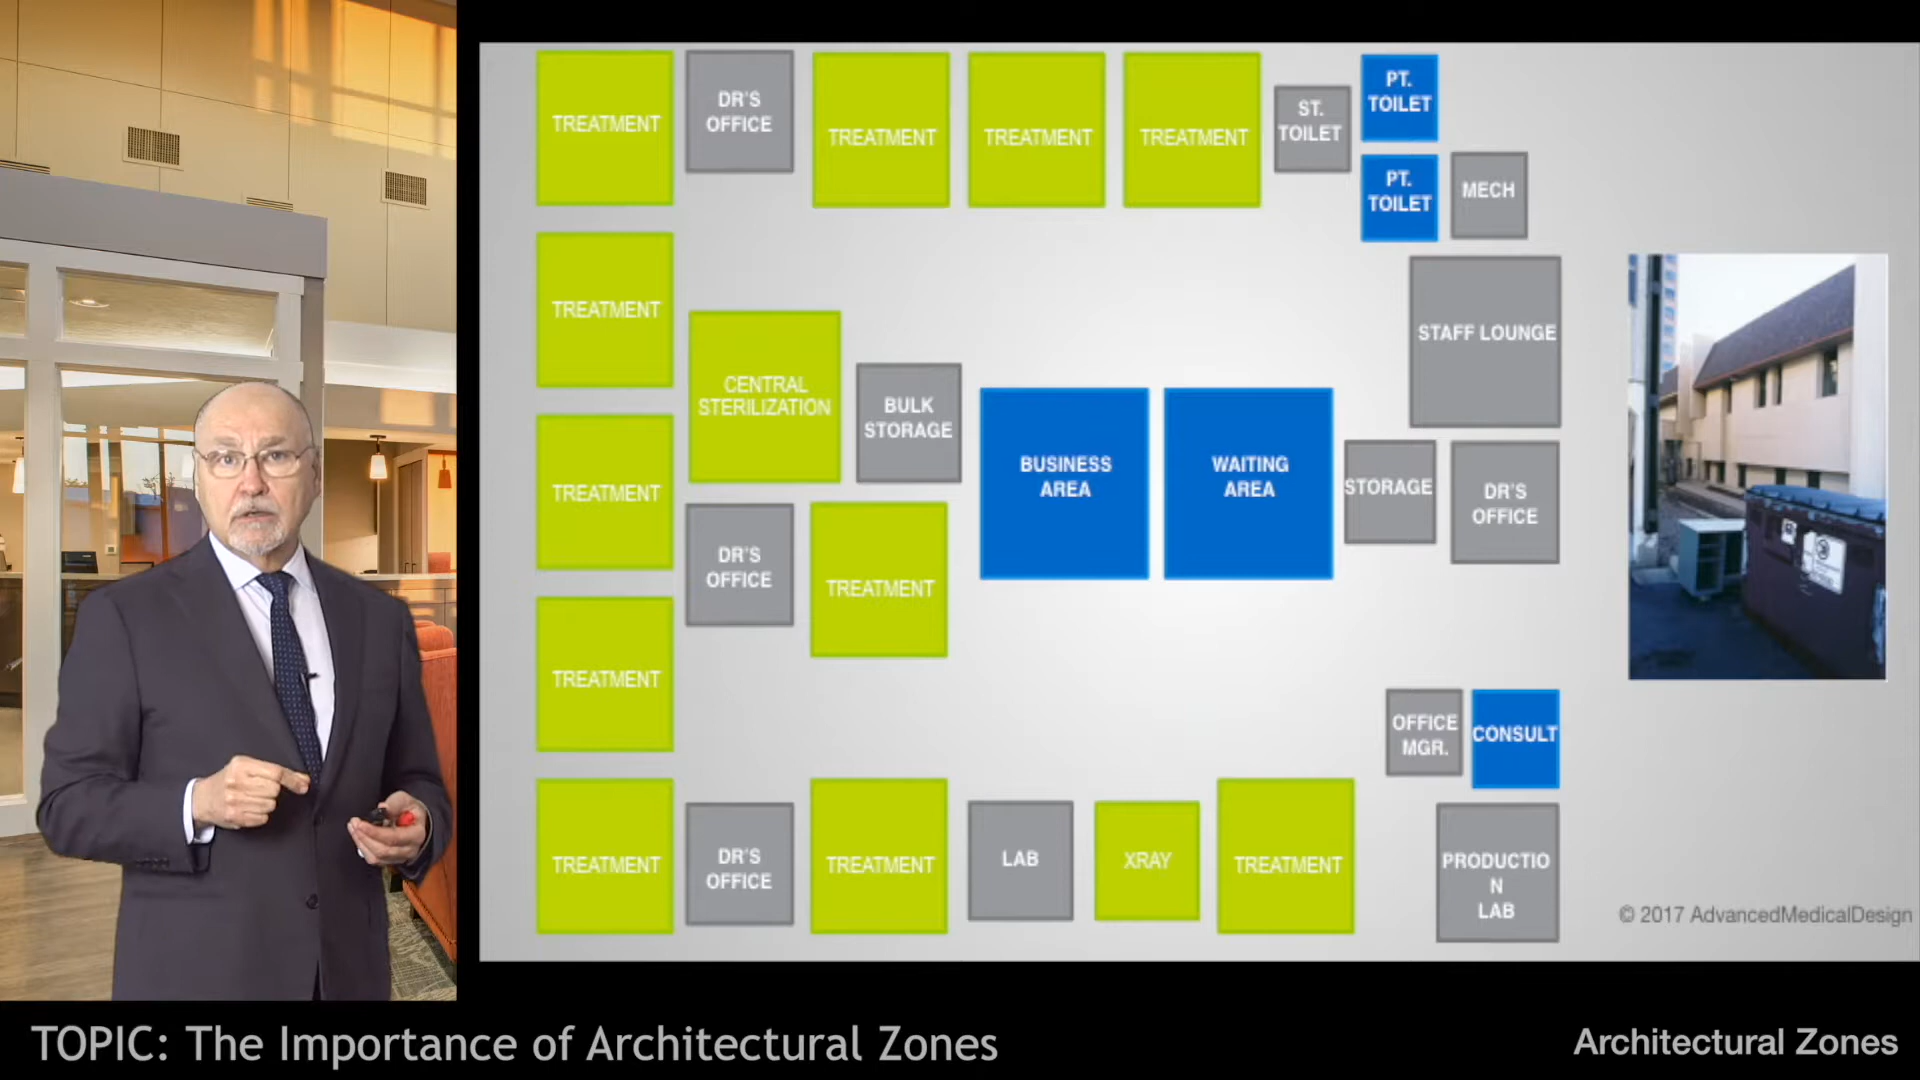 TREATMENT
DR'S
OFFICE
TREATMENT
TREATMENT
TREATMENT
ST.
TOILET
PT.
TOILET
PT.
TOILET
MECH
TREATMENT
CENTRAL
STERILIZATION
BULK
STORAGE
STAFF LOUNGE
BUSINESS
AREA
WAITING
AREA
STORAGE
DR'S
OFFICE
TREATMENT
DR'S
OFFICE
TREATMENT
TREATMENT
OFFICE
MGR.
CONSULT
TREATMENT
DR'S
OFFICE
TREATMENT
LAB
XRAY
TREATMENT
PRODUCTIO
N
LAB
© 2017 AdvancedMedicalDesign
TOPIC: The Importance of Architectural Zones
Architectural Zones